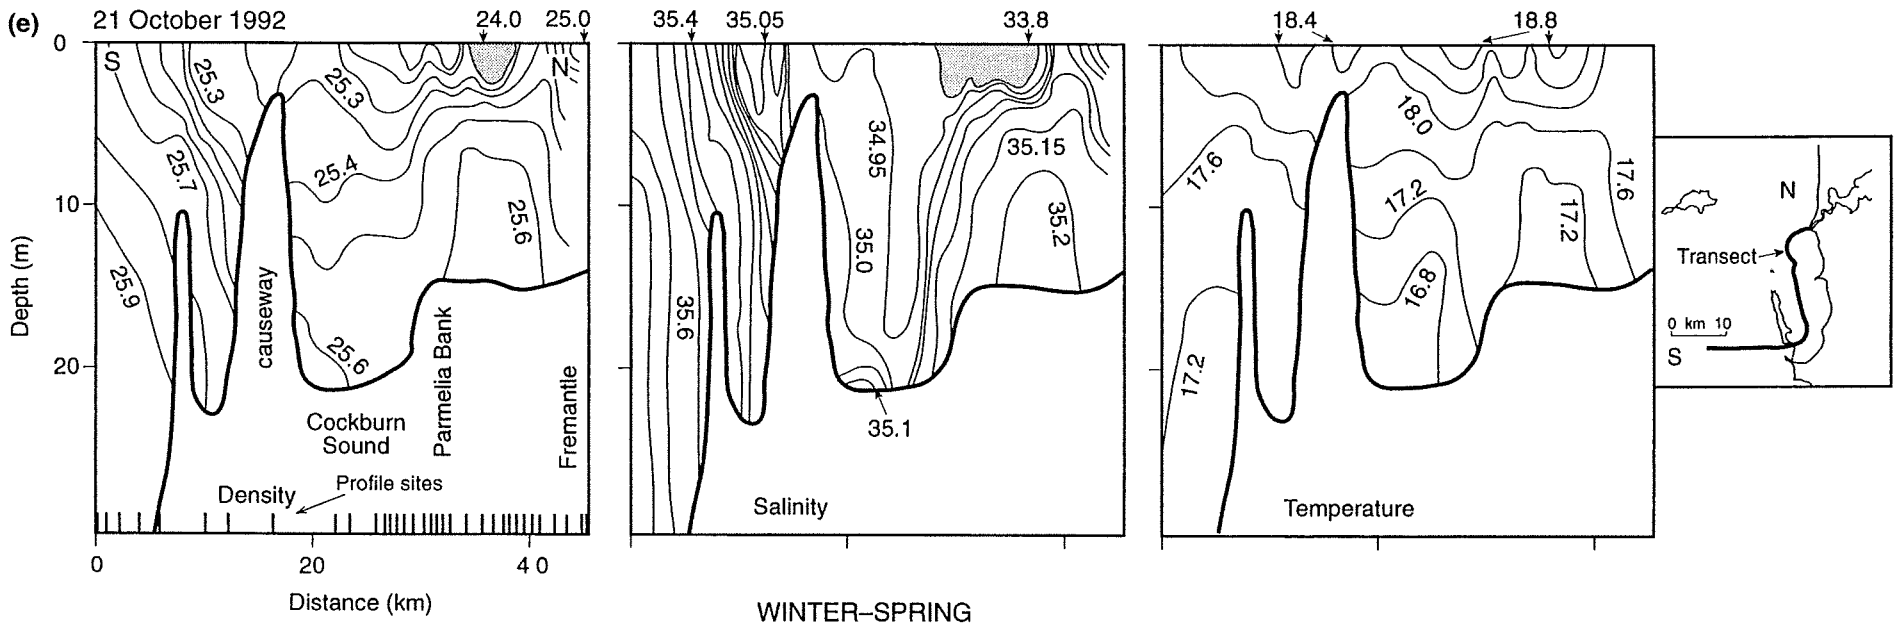 (e) 21 October 1992 24.0 25.0 35.4 35.05 33.8 18.4 18.8
0
S
N
25.3
25.3
25.4
25.7
25.9
25.6
25.6
10
20
Depth (m)
causeway
Cockburn
Sound
Parmelia Bank
Fremantle
Density
Profile sites
0 20 4 0
Distance (km)
34.95
35.0
35.15
35.2
35.6
35.1
Salinity
18.0
17.6
17.2
17.6
17.2
16.8
17.2
Temperature
N
Transect
0 km 10
S
WINTER–SPRING